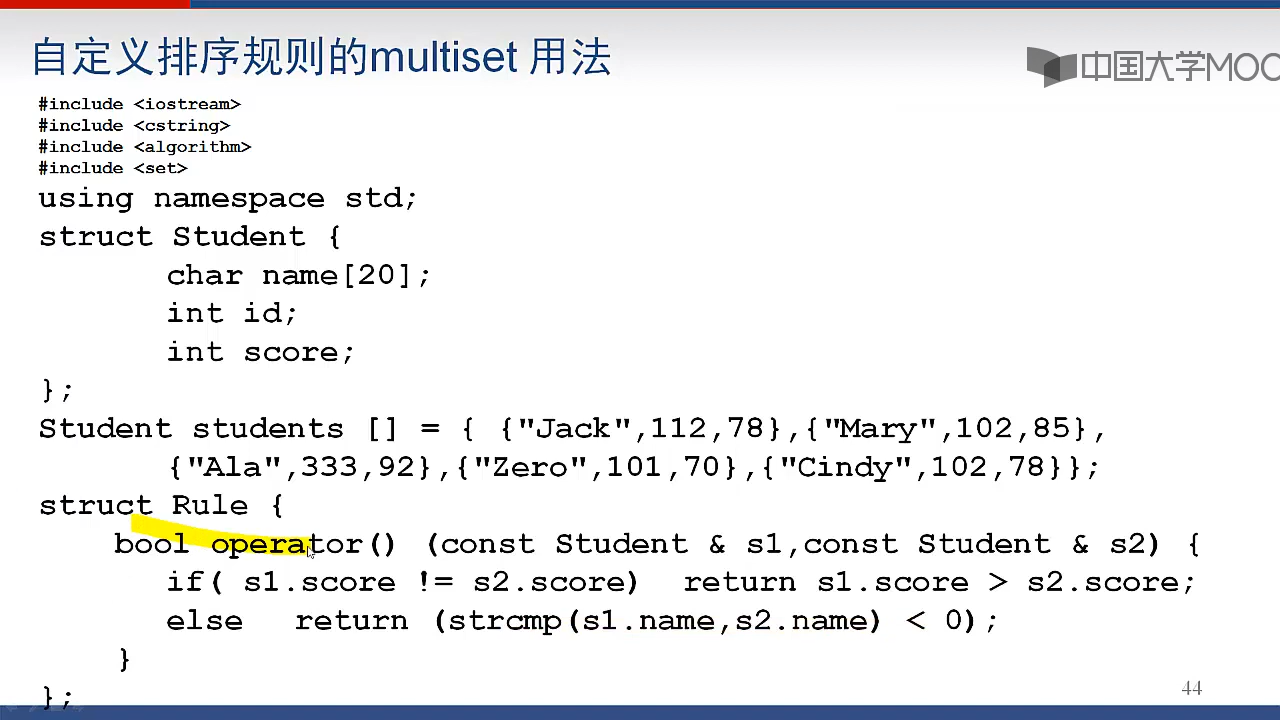 自定义排序规则的multiset 用法
中国大学MOO
#include <iostream>
#include <cstring>
#include <algorithm>
#include <set>
using namespace std;
struct Student {
char name[20];
int id;
int score;
};
Student students [] = { {"Jack",112,78},{"Mary",102,85},
{"Ala",333,92},{"Zero",101,70},{"Cindy",102,78}};
struct Rule {
bool operator() (const Student & s1,const Student & s2) {
if( s1.score != s2.score) return s1.score > s2.score;
else return (strcmp(s1.name,s2.name) < 0);
}
};
44